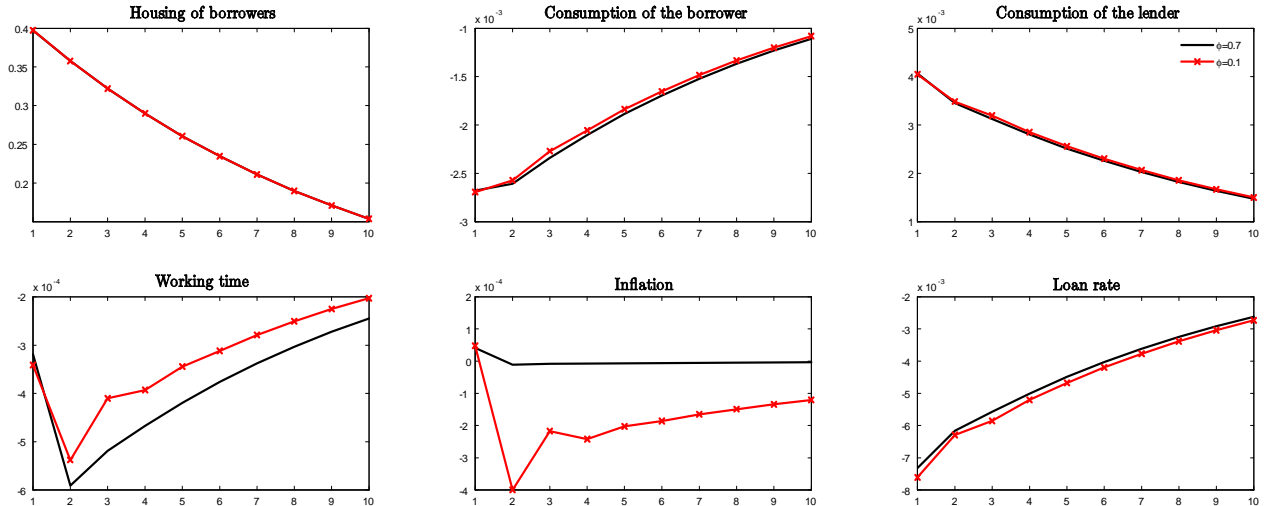 Housing of borrowers
0.4
0.35
0.3
0.25
0.2
1 2 3 4 5 6 7 8 9 10
Consumption of the borrower
x 10^-3
-1
-1.5
-2
-2.5
-3
1 2 3 4 5 6 7 8 9 10
Consumption of the lender
x 10^-3
5
4
3
2
1
ϕ=0.7
ϕ=0.1
1 2 3 4 5 6 7 8 9 10
Working time
x 10^-4
-2
-3
-4
-5
-6
1 2 3 4 5 6 7 8 9 10
Inflation
x 10^-4
2
1
0
-1
-2
-3
-4
1 2 3 4 5 6 7 8 9 10
Loan rate
x 10^-3
-2
-3
-4
-5
-6
-7
-8
1 2 3 4 5 6 7 8 9 10